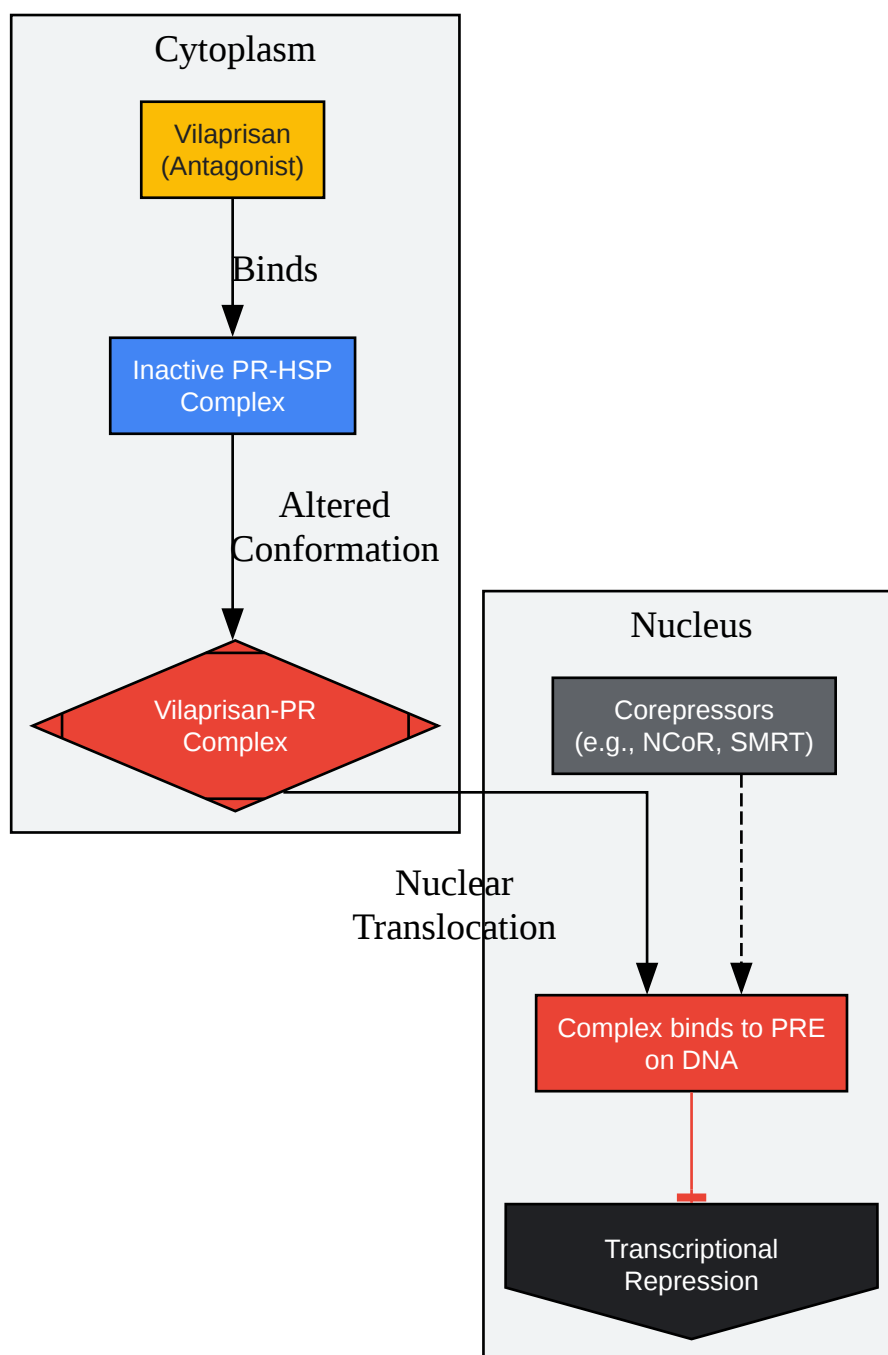 Cytoplasm
Vilaprisan
(Antagonist)
Binds
Inactive PR-HSP
Complex
Altered
Conformation
Vilaprisan-PR
Complex
Nucleus
Corepressors
(e.g., NCoR, SMRT)
Nuclear
Translocation
Complex binds to PRE
on DNA
Transcriptional
Repression